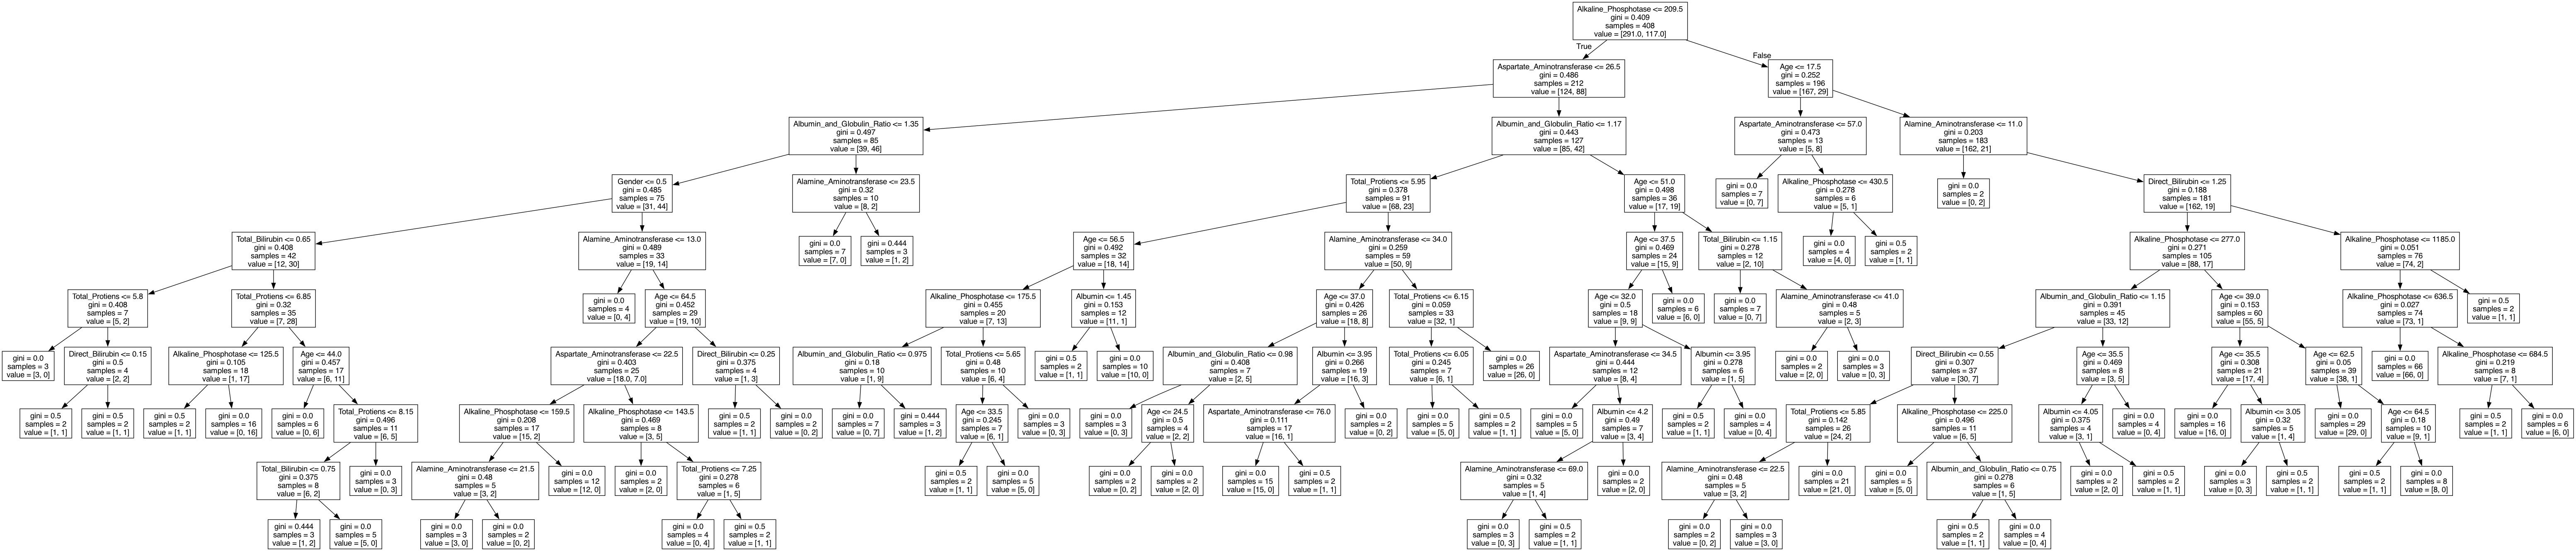 Alkaline_Phosphotase <= 209.5
gini = 0.409
samples = 408
value = [291.0, 117.0]
True
False
Aspartate_Aminotransferase <= 26.5
gini = 0.486
samples = 212
value = [124, 88]
Age <= 17.5
gini = 0.252
samples = 196
value = [167, 29]
Albumin_and_Globulin_Ratio <= 1.35
gini = 0.497
samples = 85
value = [39, 46]
Albumin_and_Globulin_Ratio <= 1.17
gini = 0.443
samples = 127
value = [85, 42]
Aspartate_Aminotransferase <= 57.0
gini = 0.473
samples = 13
value = [5, 8]
Alamine_Aminotransferase <= 11.0
gini = 0.203
samples = 183
value = [162, 21]
Gender <= 0.5
gini = 0.485
samples = 75
value = [31, 44]
Alamine_Aminotransferase <= 23.5
gini = 0.32
samples = 10
value = [8, 2]
Total_Protiens <= 5.95
gini = 0.378
samples = 91
value = [68, 23]
Age <= 51.0
gini = 0.498
samples = 36
value = [17, 19]
gini = 0.0
samples = 7
value = [0, 7]
Alkaline_Phosphotase <= 430.5
gini = 0.278
samples = 6
value = [5, 1]
gini = 0.0
samples = 2
value = [0, 2]
Direct_Bilirubin <= 1.25
gini = 0.188
samples = 181
value = [162, 19]
Total_Bilirubin <= 0.65
gini = 0.408
samples = 42
value = [12, 30]
Alamine_Aminotransferase <= 13.0
gini = 0.489
samples = 33
value = [19, 14]
gini = 0.0
samples = 7
value = [7, 0]
gini = 0.444
samples = 3
value = [1, 2]
Age <= 56.5
gini = 0.492
samples = 32
value = [18, 14]
Alamine_Aminotransferase <= 34.0
gini = 0.259
samples = 59
value = [50, 9]
Age <= 37.5
gini = 0.469
samples = 24
value = [15, 9]
Total_Bilirubin <= 1.15
gini = 0.278
samples = 12
value = [2, 10]
gini = 0.0
samples = 4
value = [4, 0]
gini = 0.5
samples = 2
value = [1, 1]
Alkaline_Phosphotase <= 277.0
gini = 0.271
samples = 105
value = [88, 17]
Alkaline_Phosphotase <= 1185.0
gini = 0.051
samples = 76
value = [74, 2]
Total_Protiens <= 5.8
gini = 0.408
samples = 7
value = [5, 2]
Total_Protiens <= 6.85
gini = 0.32
samples = 35
value = [7, 28]
gini = 0.0
samples = 4
value = [0, 4]
Age <= 64.5
gini = 0.452
samples = 29
value = [19, 10]
Alkaline_Phosphotase <= 175.5
gini = 0.455
samples = 20
value = [7, 13]
Albumin <= 1.45
gini = 0.153
samples = 12
value = [11, 1]
Age <= 37.0
gini = 0.426
samples = 26
value = [18, 8]
Total_Protiens <= 6.15
gini = 0.059
samples = 33
value = [32, 1]
Age <= 32.0
gini = 0.5
samples = 18
value = [9, 9]
gini = 0.0
samples = 6
value = [6, 0]
gini = 0.0
samples = 7
value = [0, 7]
Alamine_Aminotransferase <= 41.0
gini = 0.48
samples = 5
value = [2, 3]
Albumin_and_Globulin_Ratio <= 1.15
gini = 0.391
samples = 45
value = [33, 12]
Age <= 39.0
gini = 0.153
samples = 60
value = [55, 5]
Alkaline_Phosphotase <= 636.5
gini = 0.027
samples = 74
value = [73, 1]
gini = 0.5
samples = 2
value = [1, 1]
gini = 0.0
samples = 3
value = [3, 0]
Direct_Bilirubin <= 0.15
gini = 0.5
samples = 4
value = [2, 2]
Alkaline_Phosphotase <= 125.5
gini = 0.105
samples = 18
value = [1, 17]
Age <= 44.0
gini = 0.457
samples = 17
value = [6, 11]
Aspartate_Aminotransferase <= 22.5
gini = 0.403
samples = 25
value = [18.0, 7.0]
Direct_Bilirubin <= 0.25
gini = 0.375
samples = 4
value = [1, 3]
Albumin_and_Globulin_Ratio <= 0.975
gini = 0.18
samples = 10
value = [1, 9]
Total_Protiens <= 5.65
gini = 0.48
samples = 10
value = [6, 4]
gini = 0.5
samples = 2
value = [1, 1]
gini = 0.0
samples = 10
value = [10, 0]
Albumin_and_Globulin_Ratio <= 0.98
gini = 0.408
samples = 7
value = [2, 5]
Albumin <= 3.95
gini = 0.266
samples = 19
value = [16, 3]
Total_Protiens <= 6.05
gini = 0.245
samples = 7
value = [6, 1]
gini = 0.0
samples = 26
value = [26, 0]
Aspartate_Aminotransferase <= 34.5
gini = 0.444
samples = 12
value = [8, 4]
Albumin <= 3.95
gini = 0.278
samples = 6
value = [1, 5]
gini = 0.0
samples = 2
value = [2, 0]
gini = 0.0
samples = 3
value = [0, 3]
Direct_Bilirubin <= 0.55
gini = 0.307
samples = 37
value = [30, 7]
Age <= 35.5
gini = 0.469
samples = 8
value = [3, 5]
Age <= 35.5
gini = 0.308
samples = 21
value = [17, 4]
Age <= 62.5
gini = 0.05
samples = 39
value = [38, 1]
gini = 0.0
samples = 66
value = [66, 0]
Alkaline_Phosphotase <= 684.5
gini = 0.219
samples = 8
value = [7, 1]
gini = 0.5
samples = 2
value = [1, 1]
gini = 0.5
samples = 2
value = [1, 1]
gini = 0.5
samples = 2
value = [1, 1]
gini = 0.0
samples = 16
value = [0, 16]
gini = 0.0
samples = 6
value = [0, 6]
Total_Protiens <= 8.15
gini = 0.496
samples = 11
value = [6, 5]
Alkaline_Phosphotase <= 159.5
gini = 0.208
samples = 17
value = [15, 2]
Alkaline_Phosphotase <= 143.5
gini = 0.469
samples = 8
value = [3, 5]
gini = 0.5
samples = 2
value = [1, 1]
gini = 0.0
samples = 2
value = [0, 2]
gini = 0.0
samples = 7
value = [0, 7]
gini = 0.444
samples = 3
value = [1, 2]
Age <= 33.5
gini = 0.245
samples = 7
value = [6, 1]
gini = 0.0
samples = 3
value = [0, 3]
gini = 0.0
samples = 3
value = [0, 3]
Age <= 24.5
gini = 0.5
samples = 4
value = [2, 2]
Aspartate_Aminotransferase <= 76.0
gini = 0.111
samples = 17
value = [16, 1]
gini = 0.0
samples = 2
value = [0, 2]
gini = 0.0
samples = 5
value = [5, 0]
gini = 0.5
samples = 2
value = [1, 1]
gini = 0.0
samples = 5
value = [5, 0]
Albumin <= 4.2
gini = 0.49
samples = 7
value = [3, 4]
gini = 0.5
samples = 2
value = [1, 1]
gini = 0.0
samples = 4
value = [0, 4]
Total_Protiens <= 5.85
gini = 0.142
samples = 26
value = [24, 2]
Alkaline_Phosphotase <= 225.0
gini = 0.496
samples = 11
value = [6, 5]
Albumin <= 4.05
gini = 0.375
samples = 4
value = [3, 1]
gini = 0.0
samples = 4
value = [0, 4]
gini = 0.0
samples = 16
value = [16, 0]
Albumin <= 3.05
gini = 0.32
samples = 5
value = [1, 4]
gini = 0.0
samples = 29
value = [29, 0]
Age <= 64.5
gini = 0.18
samples = 10
value = [9, 1]
gini = 0.5
samples = 2
value = [1, 1]
gini = 0.0
samples = 6
value = [6, 0]
Total_Bilirubin <= 0.75
gini = 0.375
samples = 8
value = [6, 2]
gini = 0.0
samples = 3
value = [0, 3]
Alamine_Aminotransferase <= 21.5
gini = 0.48
samples = 5
value = [3, 2]
gini = 0.0
samples = 12
value = [12, 0]
gini = 0.0
samples = 2
value = [2, 0]
Total_Protiens <= 7.25
gini = 0.278
samples = 6
value = [1, 5]
gini = 0.5
samples = 2
value = [1, 1]
gini = 0.0
samples = 5
value = [5, 0]
gini = 0.0
samples = 2
value = [0, 2]
gini = 0.0
samples = 2
value = [2, 0]
gini = 0.0
samples = 15
value = [15, 0]
gini = 0.5
samples = 2
value = [1, 1]
Alamine_Aminotransferase <= 69.0
gini = 0.32
samples = 5
value = [1, 4]
gini = 0.0
samples = 2
value = [2, 0]
Alamine_Aminotransferase <= 22.5
gini = 0.48
samples = 5
value = [3, 2]
gini = 0.0
samples = 21
value = [21, 0]
gini = 0.0
samples = 5
value = [5, 0]
Albumin_and_Globulin_Ratio <= 0.75
gini = 0.278
samples = 6
value = [1, 5]
gini = 0.0
samples = 2
value = [2, 0]
gini = 0.5
samples = 2
value = [1, 1]
gini = 0.0
samples = 3
value = [0, 3]
gini = 0.5
samples = 2
value = [1, 1]
gini = 0.5
samples = 2
value = [1, 1]
gini = 0.0
samples = 8
value = [8, 0]
gini = 0.444
samples = 3
value = [1, 2]
gini = 0.0
samples = 5
value = [5, 0]
gini = 0.0
samples = 3
value = [3, 0]
gini = 0.0
samples = 2
value = [0, 2]
gini = 0.0
samples = 4
value = [0, 4]
gini = 0.5
samples = 2
value = [1, 1]
gini = 0.0
samples = 3
value = [0, 3]
gini = 0.5
samples = 2
value = [1, 1]
gini = 0.0
samples = 2
value = [0, 2]
gini = 0.0
samples = 3
value = [3, 0]
gini = 0.5
samples = 2
value = [1, 1]
gini = 0.0
samples = 4
value = [0, 4]